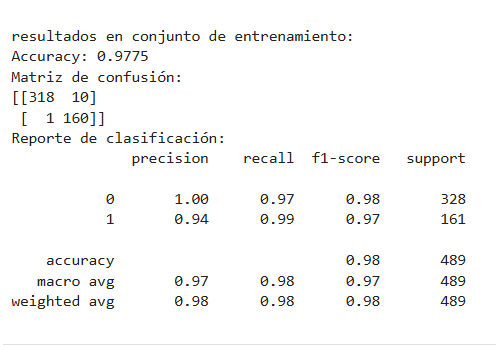 resultados en conjunto de entrenamiento:
Accuracy: 0.9775
Matriz de confusión:
[[318  10]
 [  1 160]]
Reporte de clasificación:
              precision    recall  f1-score   support

           0       1.00      0.97      0.98       328
           1       0.94      0.99      0.97       161

    accuracy                           0.98       489
   macro avg       0.97      0.98      0.97       489
weighted avg       0.98      0.98      0.98       489